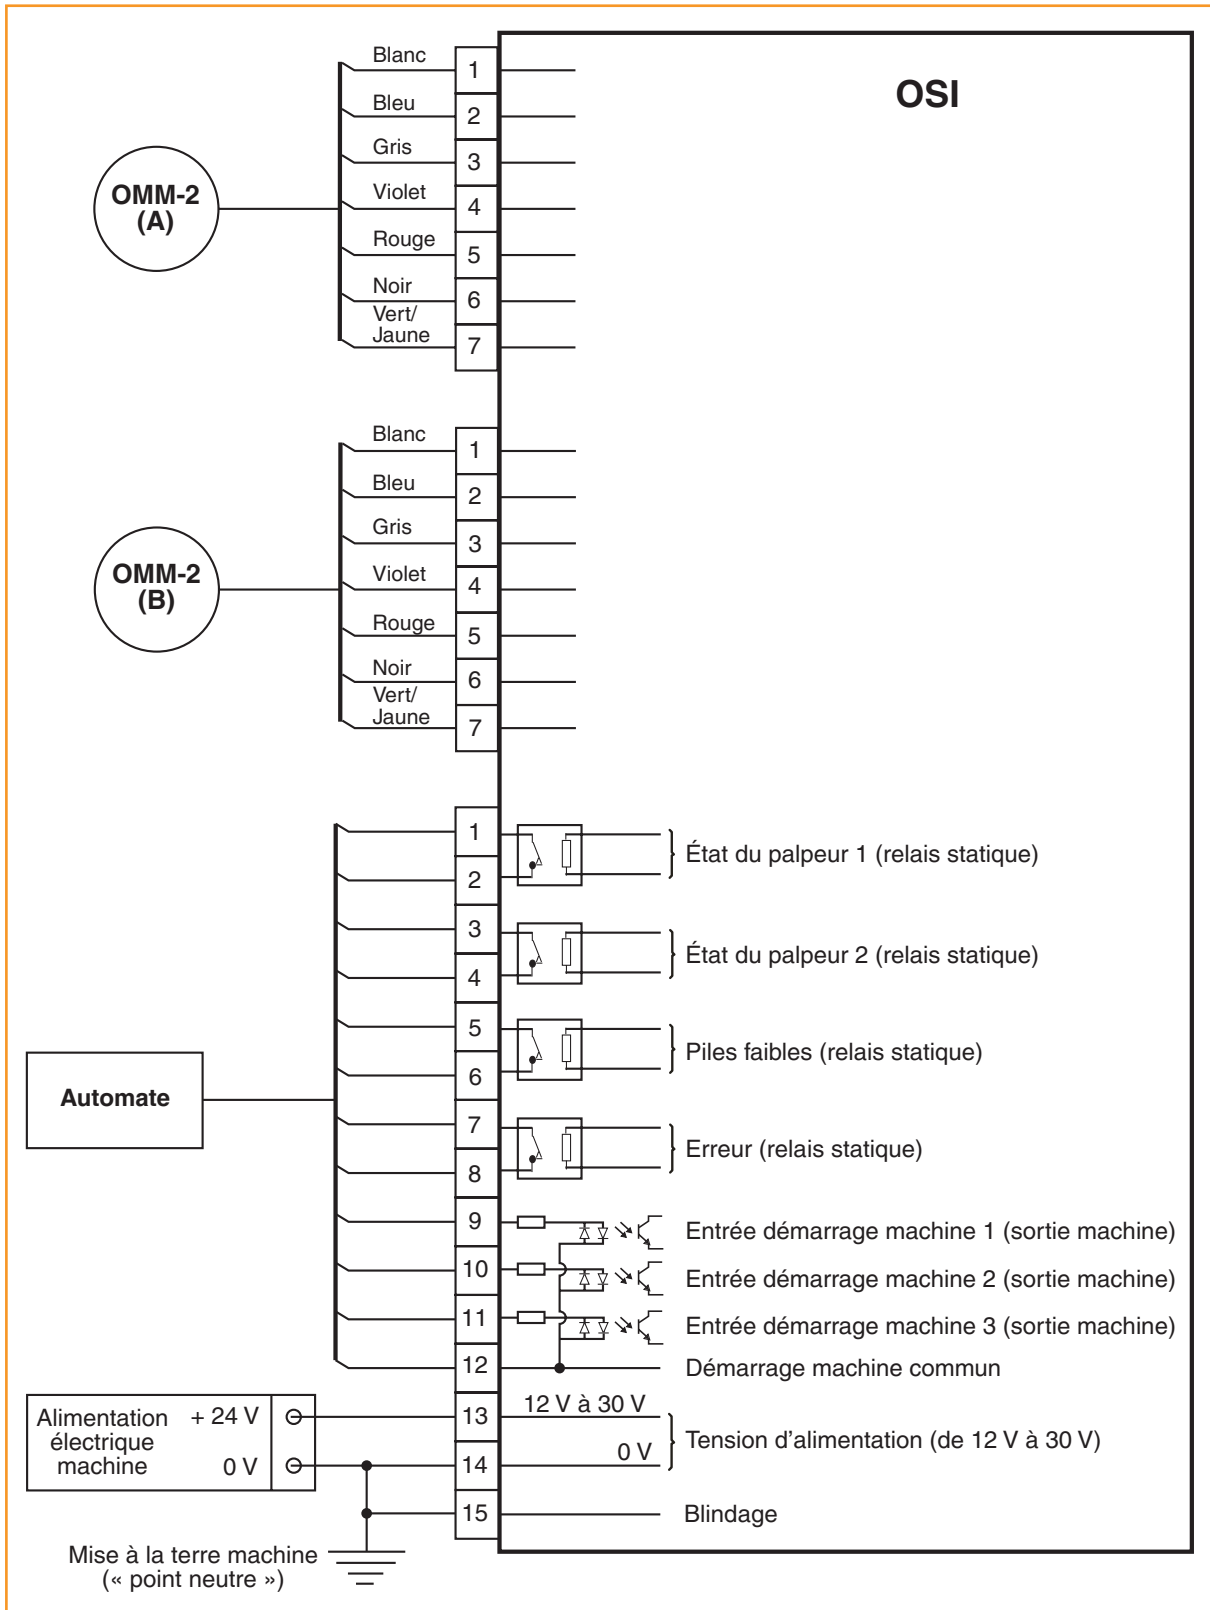 OSI
OMM-2
(A)
Blanc
1
Bleu
2
Gris
3
Violet
4
Rouge
5
Noir
6
Vert/
Jaune
7
OMM-2
(B)
Blanc
1
Bleu
2
Gris
3
Violet
4
Rouge
5
Noir
6
Vert/
Jaune
7
Automate
1
2
État du palpeur 1 (relais statique)
3
4
État du palpeur 2 (relais statique)
5
6
Piles faibles (relais statique)
7
8
Erreur (relais statique)
9
Entrée démarrage machine 1 (sortie machine)
10
Entrée démarrage machine 2 (sortie machine)
11
Entrée démarrage machine 3 (sortie machine)
12
Démarrage machine commun
Alimentation
électrique
machine
+ 24 V
0 V
13
12 V à 30 V
14
0 V
Tension d'alimentation (de 12 V à 30 V)
15
Blindage
Mise à la terre machine
(« point neutre »)